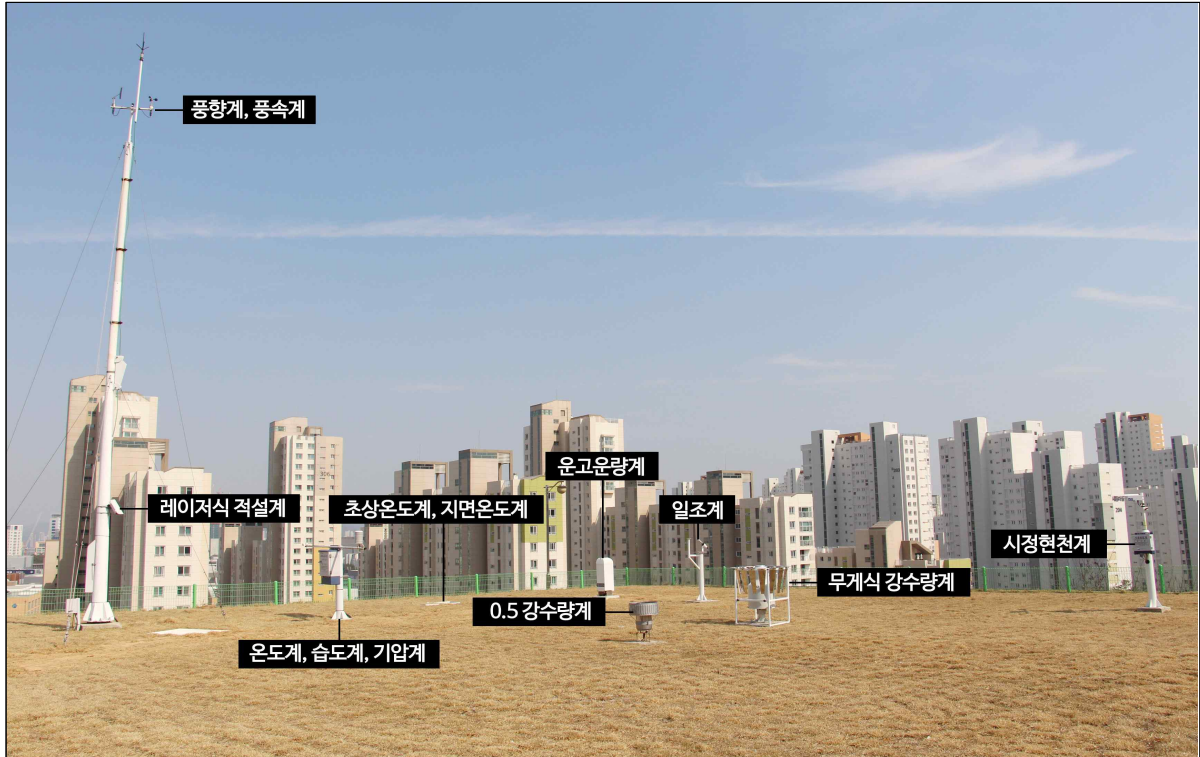 풍향계, 풍속계
운고운량계
레이저식 적설계
초상온도계, 지면온도계
일조계
시정현천계
무게식 강수량계
0.5 강수량계
온도계, 습도계, 기압계